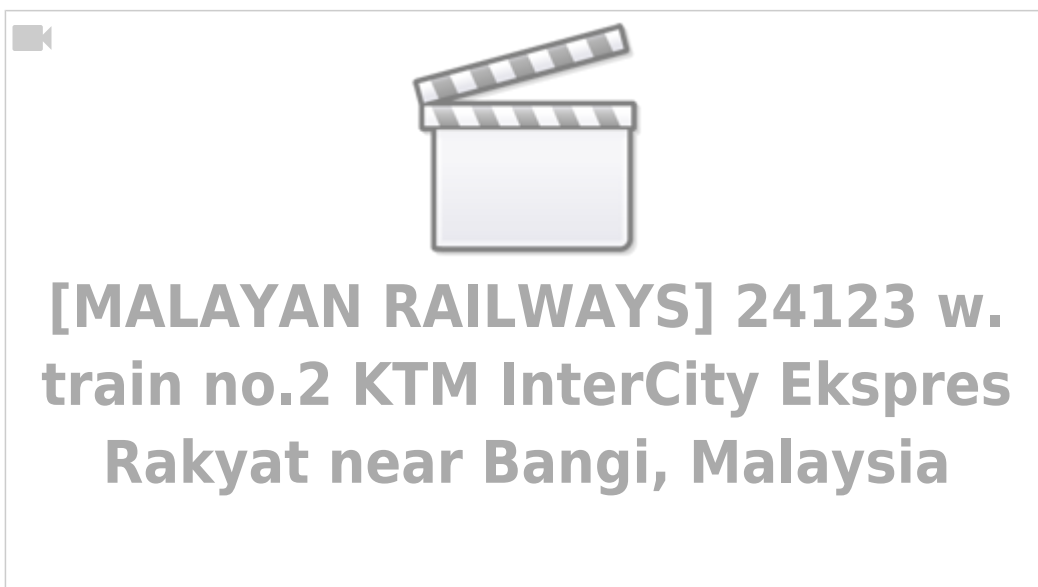 [MALAYAN RAILWAYS] 24123 w.
train no.2 KTM InterCity Ekspres
Rakyat near Bangi, Malaysia